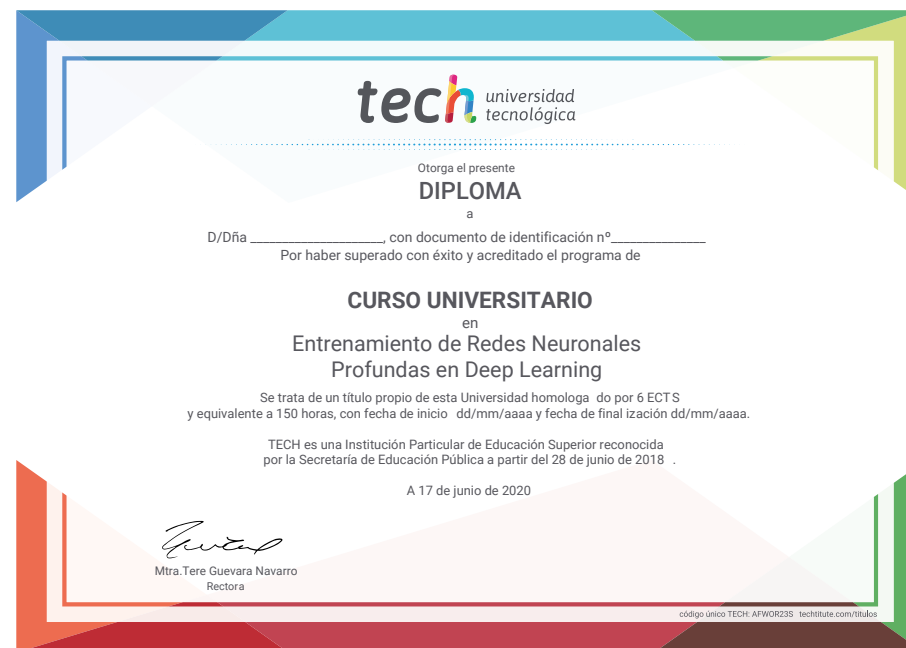 tech universidad
tecnológica
Otorga el presente
DIPLOMA
a
D/Dña ___________________, con documento de identificación nº______________
Por haber superado con éxito y acreditado el programa de
CURSO UNIVERSITARIO
en
Entrenamiento de Redes Neuronales
Profundas en Deep Learning
Se trata de un título propio de esta Universidad homologa do por 6 ECTS
y equivalente a 150 horas, con fecha de inicio dd/mm/aaaa y fecha de final ización dd/mm/aaaa.
TECH es una Institución Particular de Educación Superior reconocida
por la Secretaría de Educación Pública a partir del 28 de junio de 2018 .
A 17 de junio de 2020
Mtra.Tere Guevara Navarro
Rectora
código único TECH: AFWOR23S techtitute.com/titulos